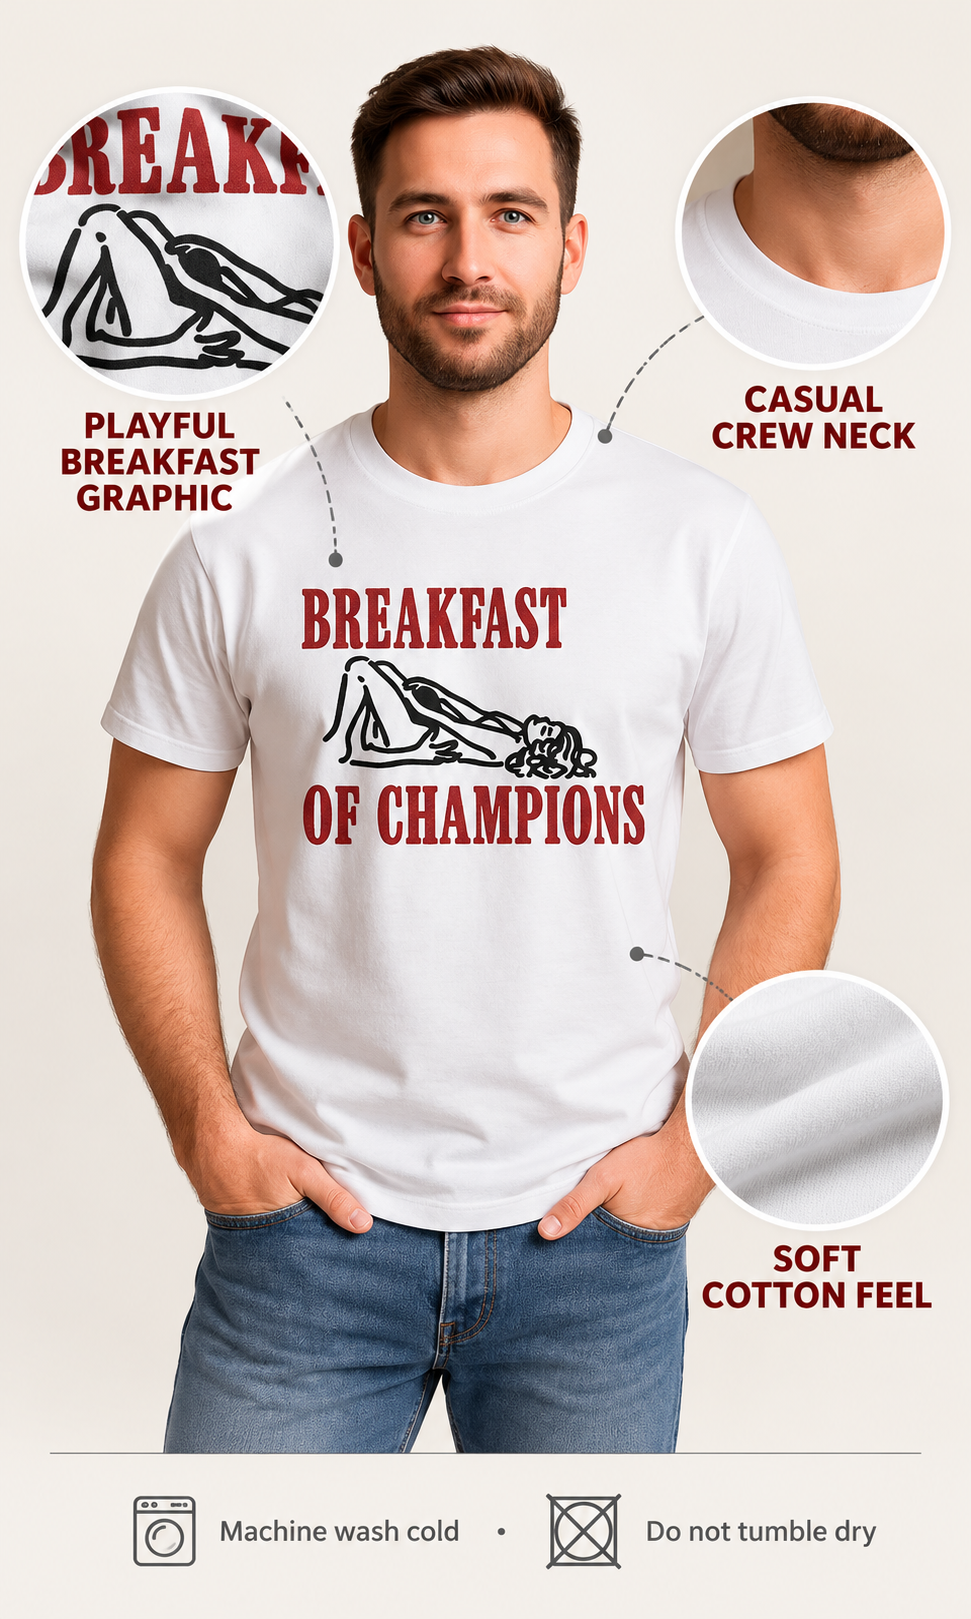 BREAKF
PLAYFUL
BREAKFAST
GRAPHIC
CASUAL
CREW NECK
BREAKFAST
OF CHAMPIONS
SOFT
COTTON FEEL
Machine wash cold • Do not tumble dry